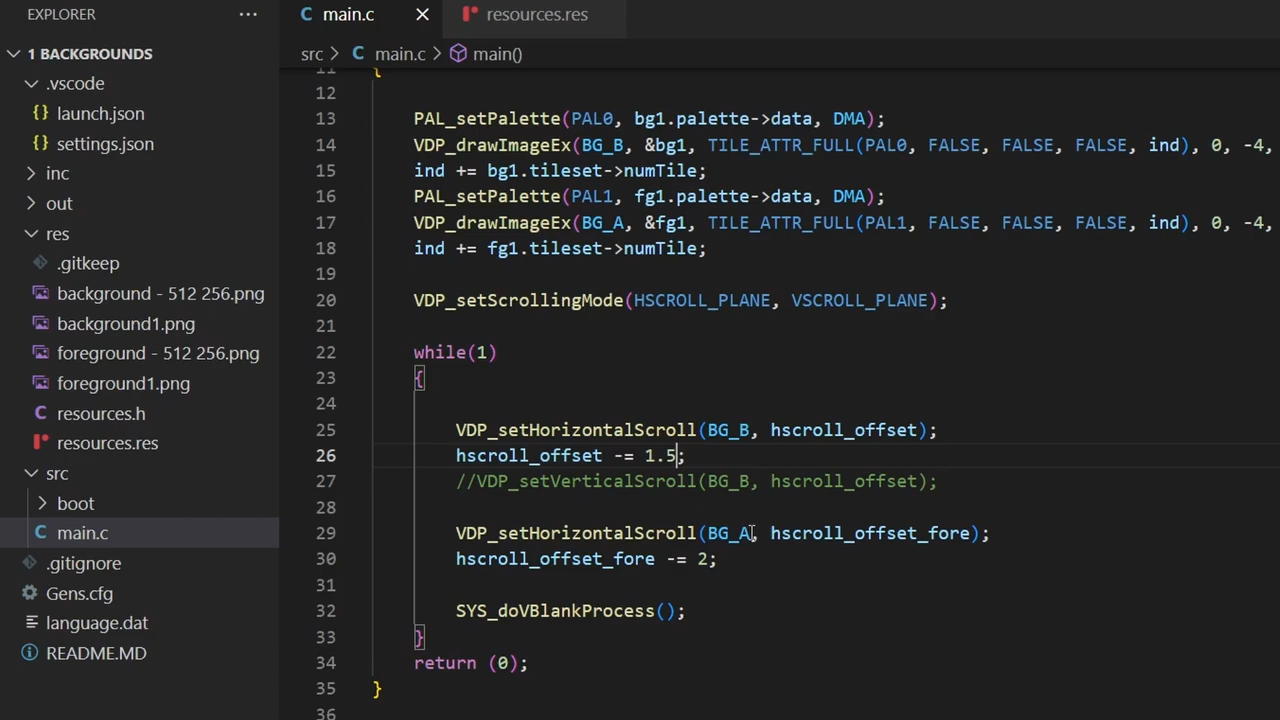 EXPLORER ···
1 BACKGROUNDS
.vscode
{} launch.json
{} settings.json
inc
out
res
.gitkeep
background - 512 256.png
background1.png
foreground - 512 256.png
foreground1.png
C resources.h
resources.res
src
boot
C main.c
.gitignore
Gens.cfg
language.dat
README.MD
C main.c
resources.res
src > C main.c > main()
11 {
12
13 PAL_setPalette(PAL0, bg1.palette->data, DMA);
14 VDP_drawImageEx(BG_B, &bg1, TILE_ATTR_FULL(PAL0, FALSE, FALSE, FALSE, ind), 0, -4,
15 ind += bg1.tileset->numTile;
16 PAL_setPalette(PAL1, fg1.palette->data, DMA);
17 VDP_drawImageEx(BG_A, &fg1, TILE_ATTR_FULL(PAL1, FALSE, FALSE, FALSE, ind), 0, -4,
18 ind += fg1.tileset->numTile;
19
20 VDP_setScrollingMode(HSCROLL_PLANE, VSCROLL_PLANE);
21
22 while(1)
23 {
24
25 VDP_setHorizontalScroll(BG_B, hscroll_offset);
26 hscroll_offset -= 1.5;
27 //VDP_setVerticalScroll(BG_B, hscroll_offset);
28
29 VDP_setHorizontalScroll(BG_A, hscroll_offset_fore);
30 hscroll_offset_fore -= 2;
31
32 SYS_doVBlankProcess();
33 }
34 return (0);
35 }
36